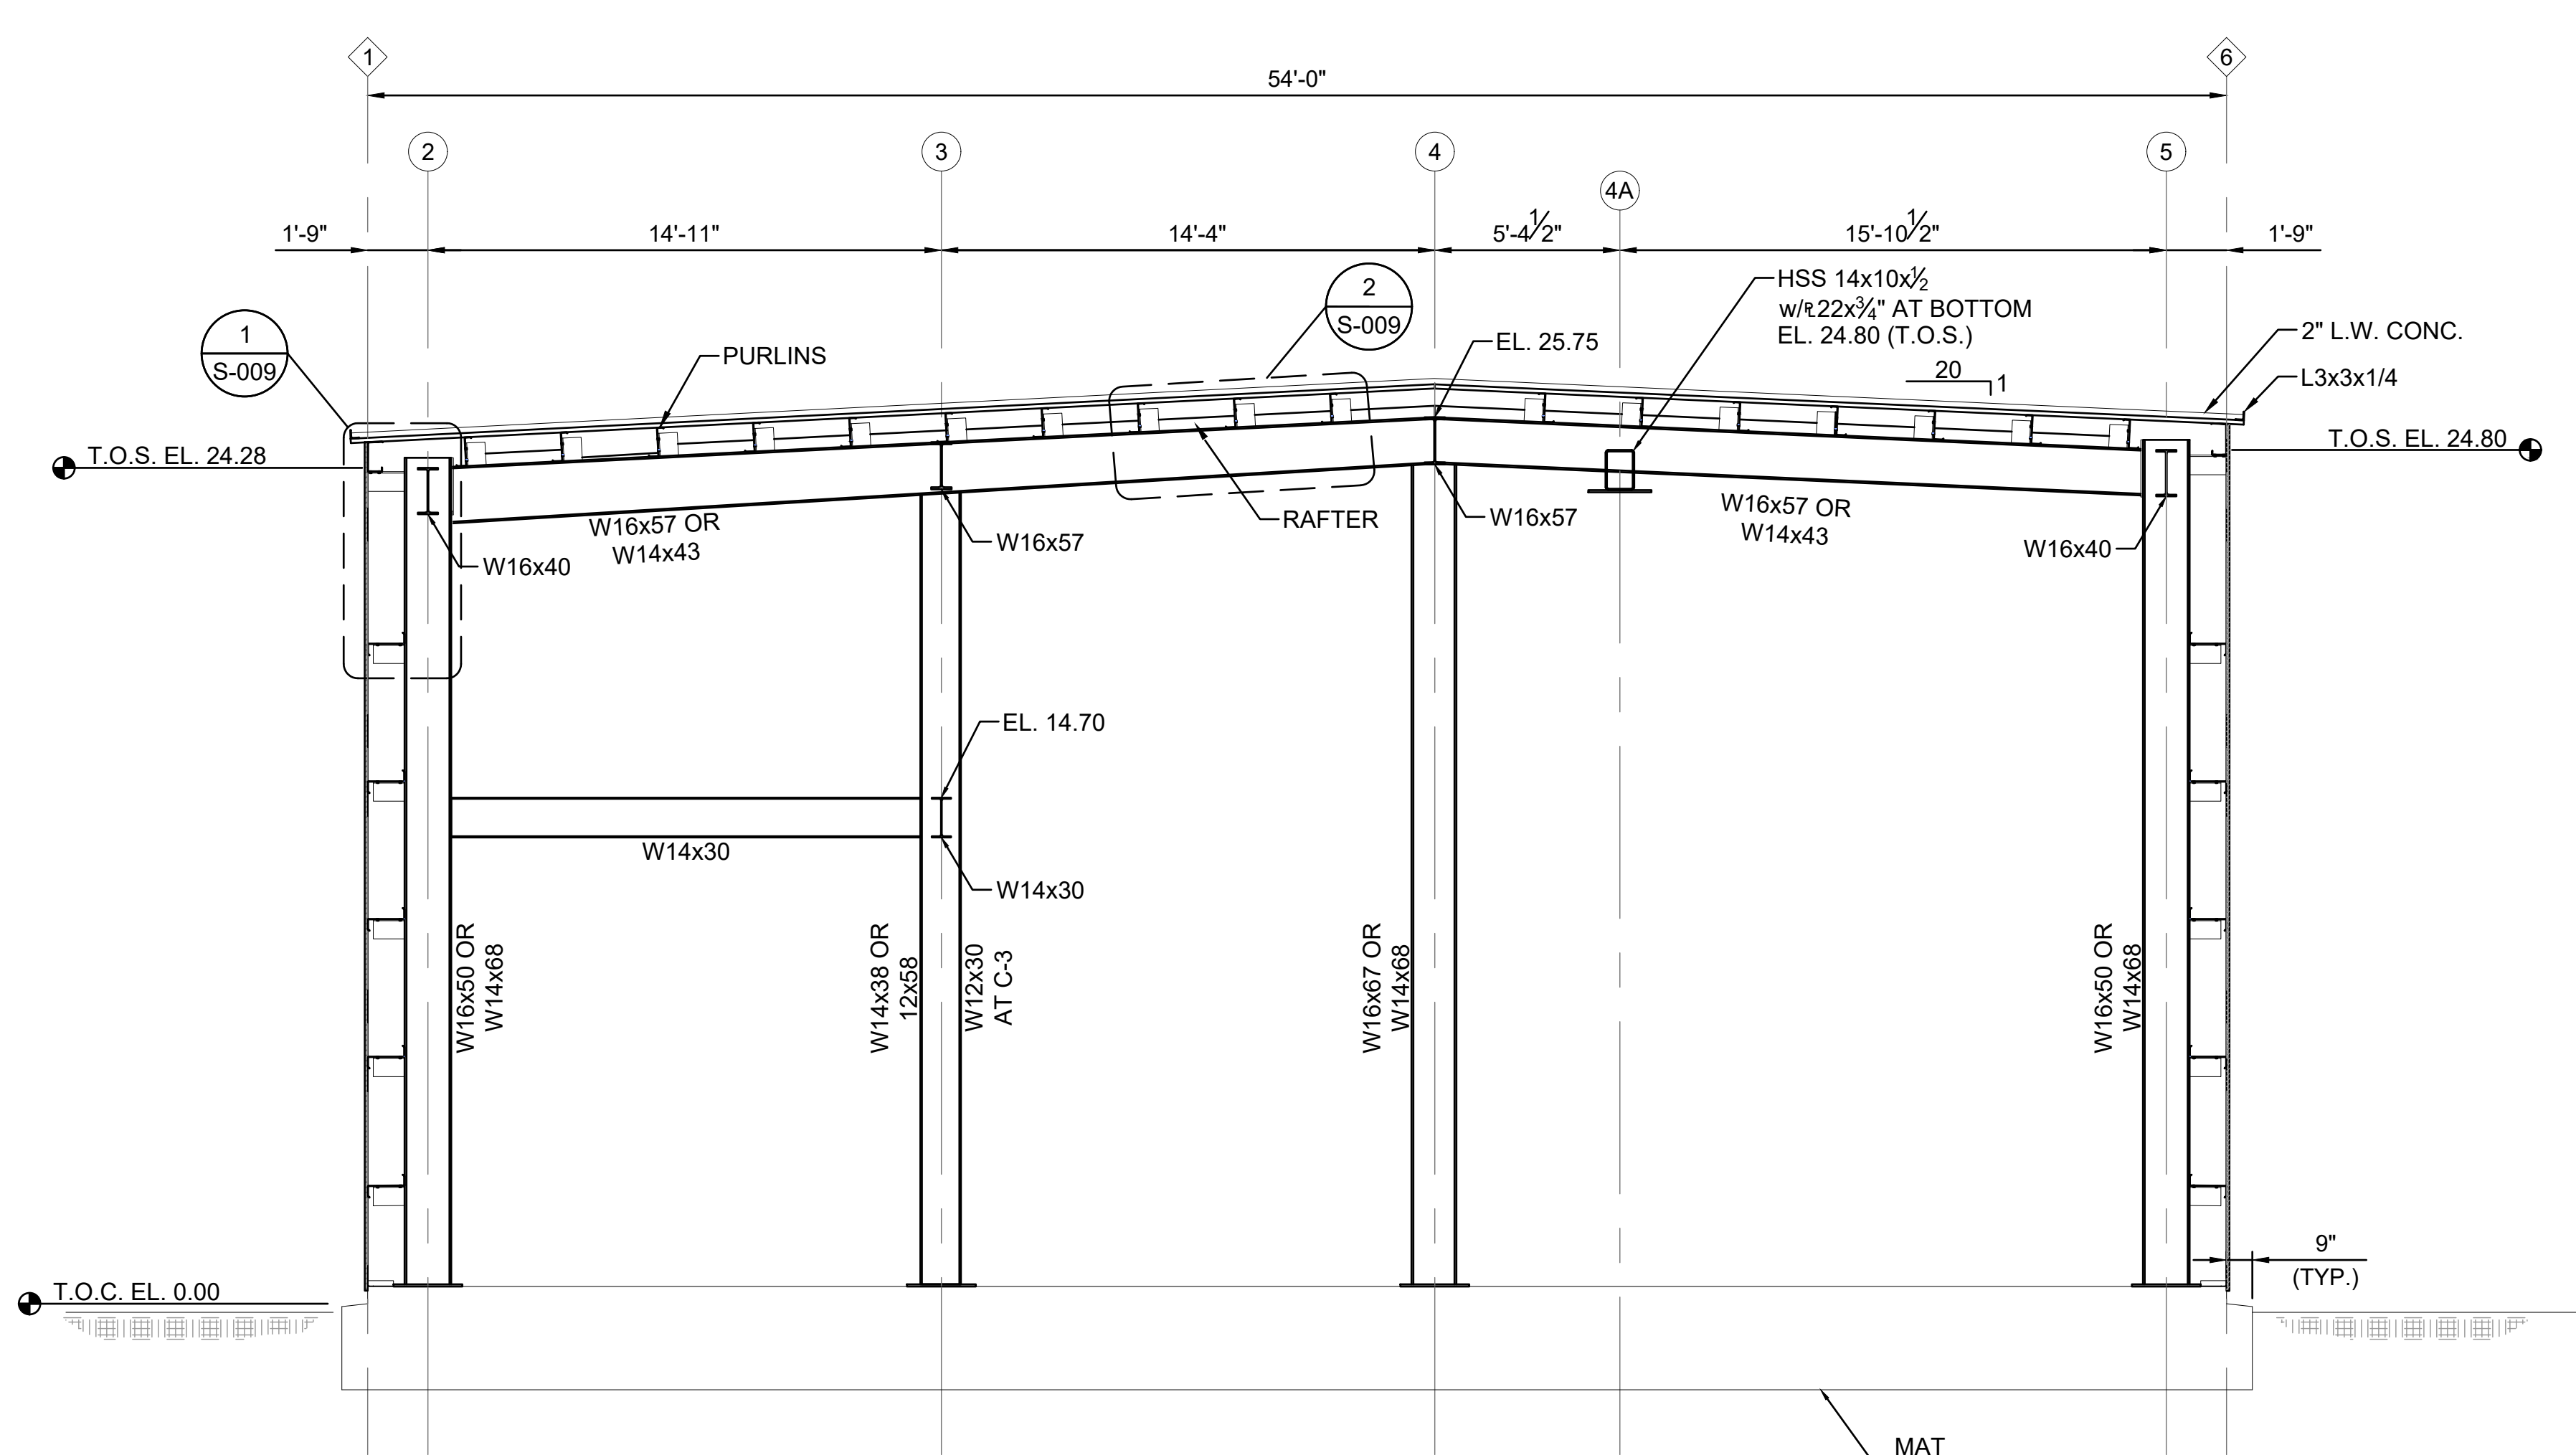 1
6
54'-0"
2
3
4
5
4A
1'-9"
14'-11"
14'-4"
5'-4 1/2"
15'-10 1/2"
1'-9"
HSS 14x10x1/2
w/℄22x3/4" AT BOTTOM
EL. 24.80 (T.O.S.)
2
S-009
1
S-009
PURLINS
EL. 25.75
20
1
2" L.W. CONC.
L3x3x1/4
T.O.S. EL. 24.28
T.O.S. EL. 24.80
W16x57 OR
W14x43
W16x40
W16x57
RAFTER
W16x57
W16x57 OR
W14x43
W16x40
EL. 14.70
W14x30
W14x30
W16x50 OR
W14x68
W14x38 OR
12x58
W12x30
AT C-3
W16x67 OR
W14x68
W16x50 OR
W14x68
9"
(TYP.)
T.O.C. EL. 0.00
MAT